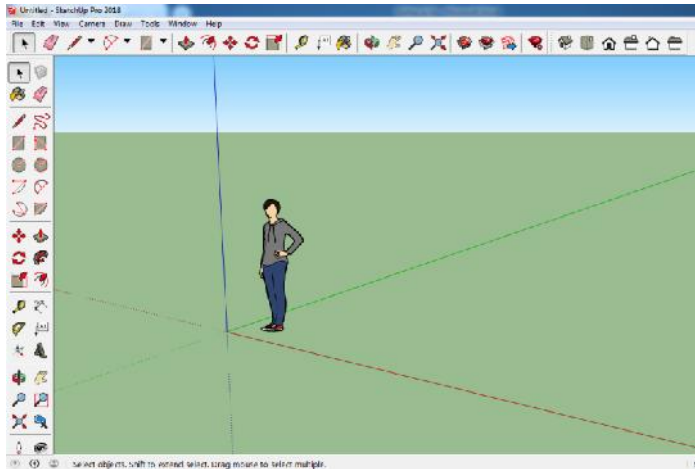 Untitled - SketchUp Pro 2018
File Edit View Camera Draw Tools Window Help
Select objects. Shift to extend select. Drag mouse to select multiple.